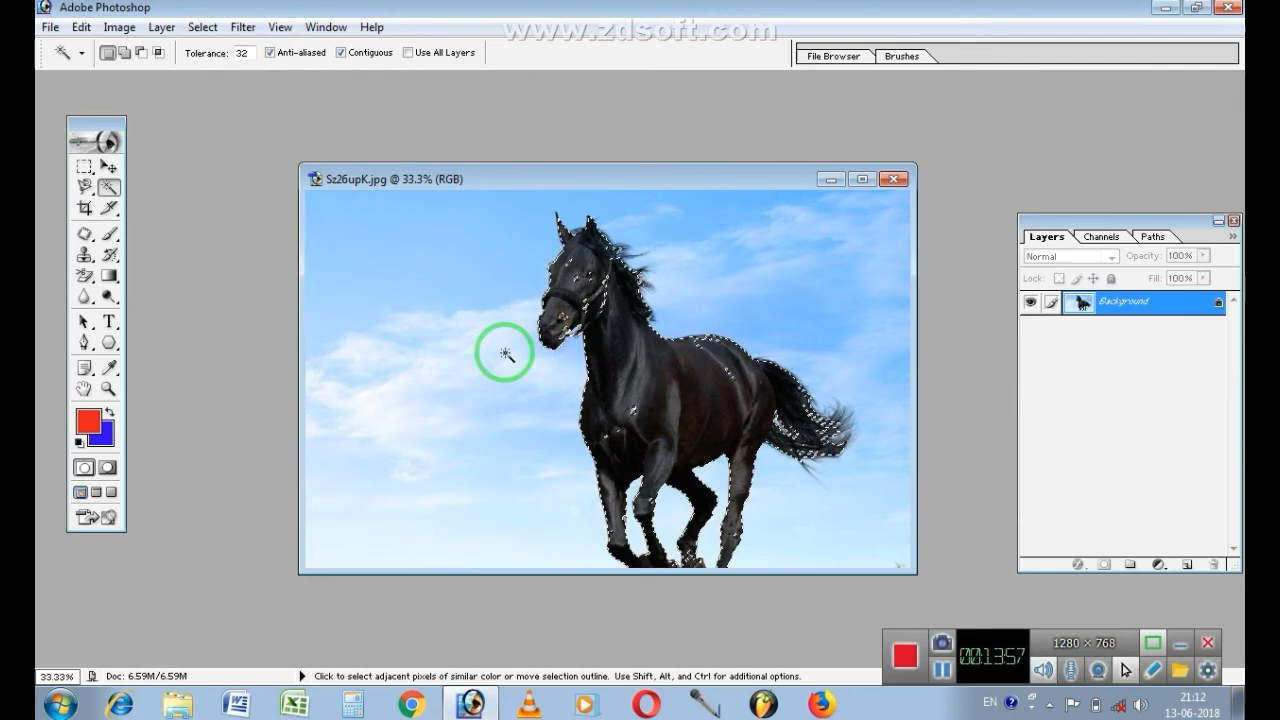 Adobe Photoshop
File Edit Image Layer Select Filter View Window Help
www.zdsoft.com
Tolerance: 32 Anti-aliased Contiguous Use All Layers
File Browser Brushes
Sz26upK.jpg @ 33.3% (RGB)
Layers Channels Paths
Normal Opacity: 100%
Lock: Fill: 100%
Background
T
00:13:57
1280 × 768
33.33% Doc: 6.59M/6.59M Click to select adjacent pixels of similar color or move selection outline. Use Shift, Alt, and Ctrl for additional options.
EN
21:12
13-06-2018